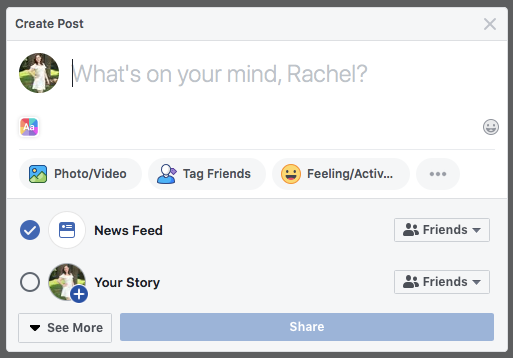 Create Post
What's on your mind, Rachel?
Aa
Photo/Video
Tag Friends
Feeling/Activ...
News Feed
Friends
Your Story
Friends
See More
Share